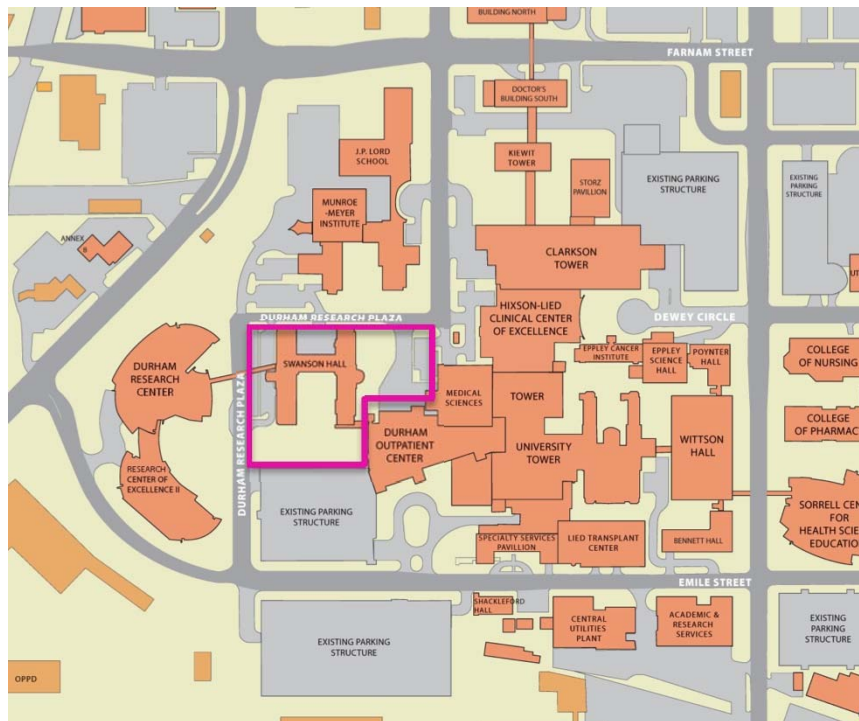 BUILDING NORTH
FARNAM STREET
DOCTOR'S
BUILDING SOUTH
J.P. LORD
SCHOOL
KIEWIT
TOWER
STORZ
PAVILION
EXISTING PARKING
STRUCTURE
EXISTING
PARKING
STRUCTURE
MUNROE
-MEYER
INSTITUTE
ANNEX
8
CLARKSON
TOWER
UT
HIXSON-LIED
CLINICAL CENTER
OF EXCELLENCE
DURHAM RESEARCH PLAZA
DEWEY CIRCLE
SWANSON HALL
EPPLEY CANCER
INSTITUTE
EPPLEY
SCIENCE
HALL
POYNTER
HALL
COLLEGE
OF NURSING
DURHAM
RESEARCH
CENTER
DURHAM RESEARCH PLAZA
MEDICAL
SCIENCES
TOWER
COLLEGE
OF PHARMAC
DURHAM
OUTPATIENT
CENTER
UNIVERSITY
TOWER
WITTSON
HALL
RESEARCH
CENTER OF
EXCELLENCE II
EXISTING PARKING
STRUCTURE
SORRELL CEN
FOR
HEALTH SCIE
EDUCATIO
SPECIALTY SERVICES
PAVILION
LIED TRANSPLANT
CENTER
BENNETT HALL
EMILE STREET
SHACKLEFORD
HALL
EXISTING PARKING
STRUCTURE
CENTRAL
UTILITIES
PLANT
ACADEMIC &
RESEARCH
SERVICES
EXISTING
PARKING
STRUCTURE
OPPD